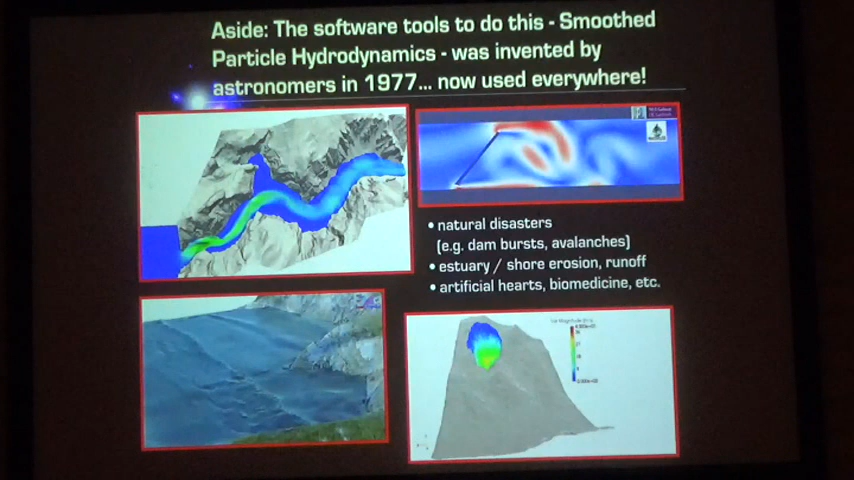 Aside: The software tools to do this - Smoothed
Particle Hydrodynamics - was invented by
astronomers in 1977... now used everywhere!
• natural disasters
(e.g. dam bursts, avalanches)
• estuary / shore erosion, runoff
• artificial hearts, biomedicine, etc.